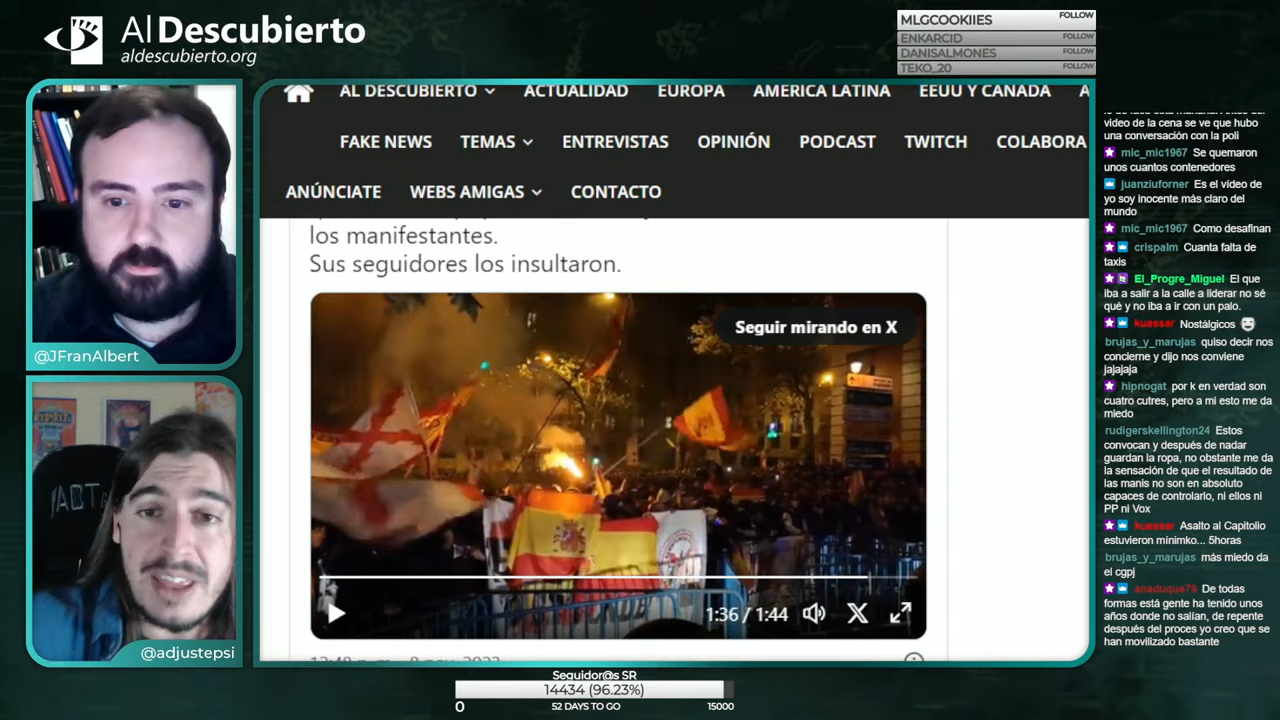 Al Descubierto
aldescubierto.org
MLGCOOKIIES FOLLOW
ENKARCID FOLLOW
DANISALMONES FOLLOW
TEKO_20 FOLLOW
AL DESCUBIERTO ACTUALIDAD EUROPA AMÉRICA LATINA EEUU Y CANADA
FAKE NEWS TEMAS ENTREVISTAS OPINIÓN PODCAST TWITCH COLABORA
ANÚNCIATE WEBS AMIGAS CONTACTO
los manifestantes.
Sus seguidores los insultaron.
Seguir mirando en X
1:36 / 1:44
@JFranAlbert
@adjustepsi
vídeo de la cena se ve que hubo
una conversación con la poli
mic_mic1967 Se quemaron
unos cuantos contenedores
juanziuforner Es el vídeo de
yo soy inocente más claro del
mundo
mic_mic1967 Como desafinan
crispalm Cuanta falta de
taxis
El_Progre_Miguel El que
iba a salir a la calle a liderar no sé
qué y no iba a ir con un palo.
kuassar Nostálgicos
brujas_y_marujas quiso decir nos
concierne y dijo nos conviene
jajajaja
hipnogat por k en verdad son
cuatro cutres, pero a mi esto me da
miedo
rudigerskellington24 Estos
convocan y después de nadar
guardan la ropa, no obstante me da
la sensación de que el resultado de
las manis no son en absoluto
capaces de controlarlo, ni ellos ni
PP ni Vox
kuassar Asalto al Capitolio
estuvieron mínimko... 5horas
brujas_y_marujas más miedo da
el cgpj
anaduque79 De todas
formas está gente ha tenido unos
años donde no salían, de repente
después del proces yo creo que se
han movilizado bastante
Seguidor@s SR
14434 (96.23%)
0 52 DAYS TO GO 15000